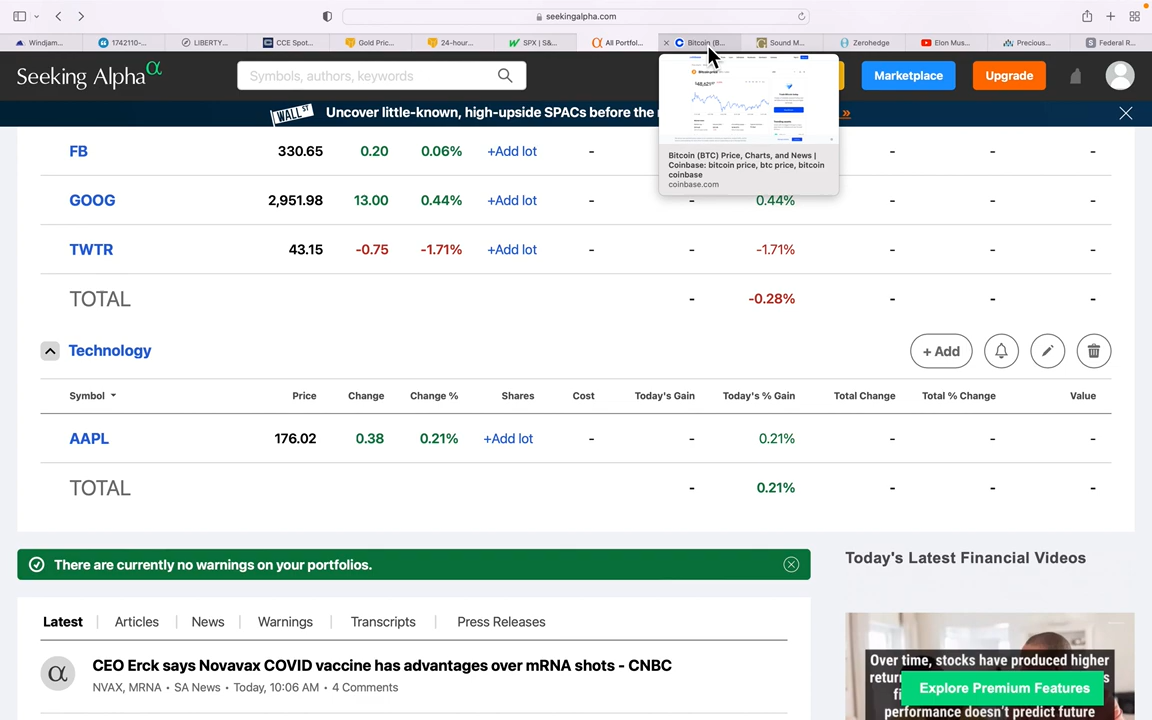 seekingalpha.com
Windjam...
1742110-...
LIBERTY...
CCE Spot...
Gold Pric...
24-hour...
SPX | S&...
All Portfol...
Bitcoin (B...
Sound M...
Zerohedge
Elon Mus...
Precious...
Federal R...
Seeking Alpha α
Symbols, authors, keywords
Marketplace
Upgrade
WALL ST
Uncover little-known, high-upside SPACs before the
»
Bitcoin (BTC) Price, Charts, and News |
Coinbase: bitcoin price, btc price, bitcoin
coinbase
coinbase.com
FB 330.65 0.20 0.06% +Add lot - - - -
GOOG 2,951.98 13.00 0.44% +Add lot - - 0.44% - - -
TWTR 43.15 -0.75 -1.71% +Add lot - - -1.71% - - -
TOTAL - -0.28% - - -
Technology + Add
Symbol Price Change Change % Shares Cost Today's Gain Today's % Gain Total Change Total % Change Value
AAPL 176.02 0.38 0.21% +Add lot - - 0.21% - - -
TOTAL - 0.21% - - -
There are currently no warnings on your portfolios.
Today's Latest Financial Videos
Latest | Articles | News | Warnings | Transcripts | Press Releases
α
CEO Erck says Novavax COVID vaccine has advantages over mRNA shots - CNBC
NVAX, MRNA • SA News • Today, 10:06 AM • 4 Comments
Over time, stocks have produced higher
Explore Premium Features
performance doesn't predict future